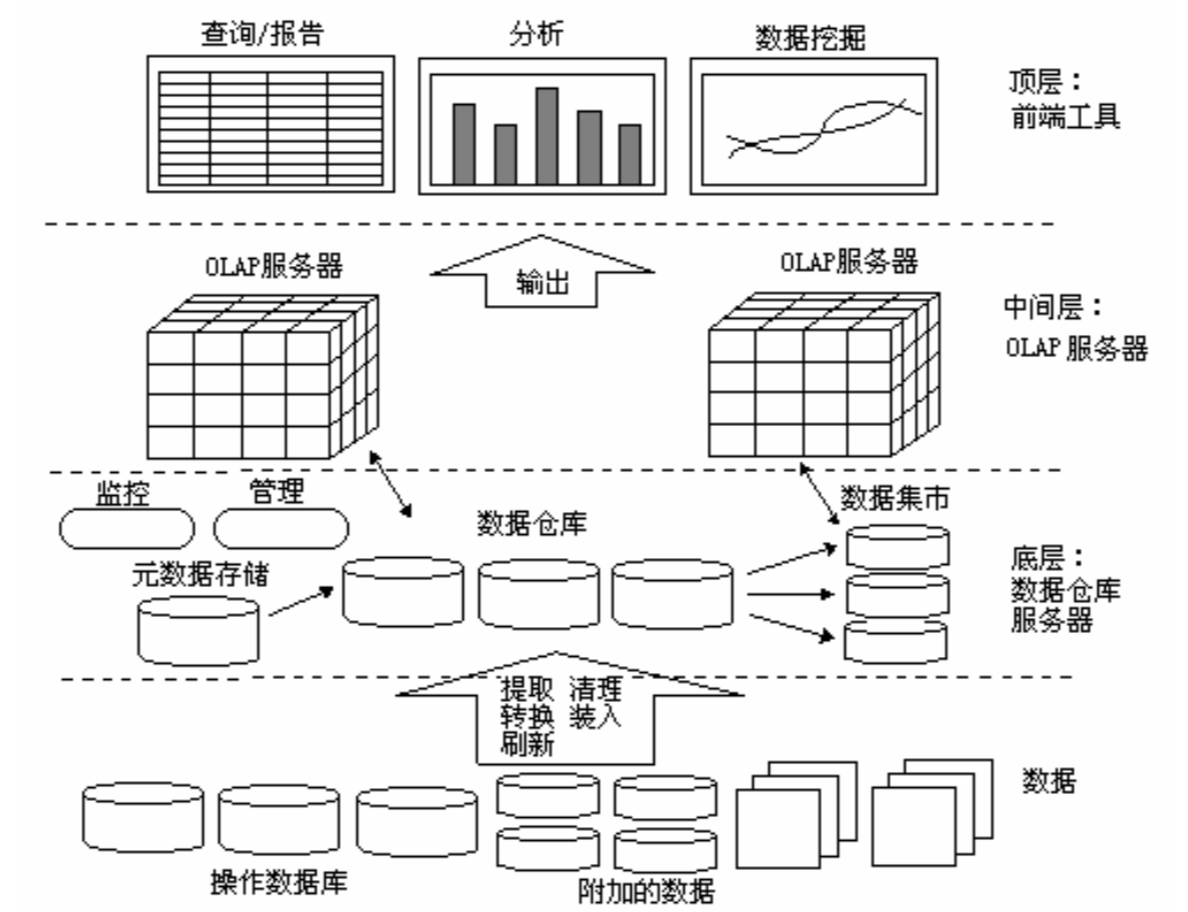 查询/报告
分析
数据挖掘
顶层：
前端工具
OLAP服务器
输出
OLAP服务器
中间层：
OLAP 服务器
监控
管理
数据仓库
数据集市
元数据存储
底层：
数据仓库
服务器
提取 清理
转换 装入
刷新
数据
操作数据库
附加的数据